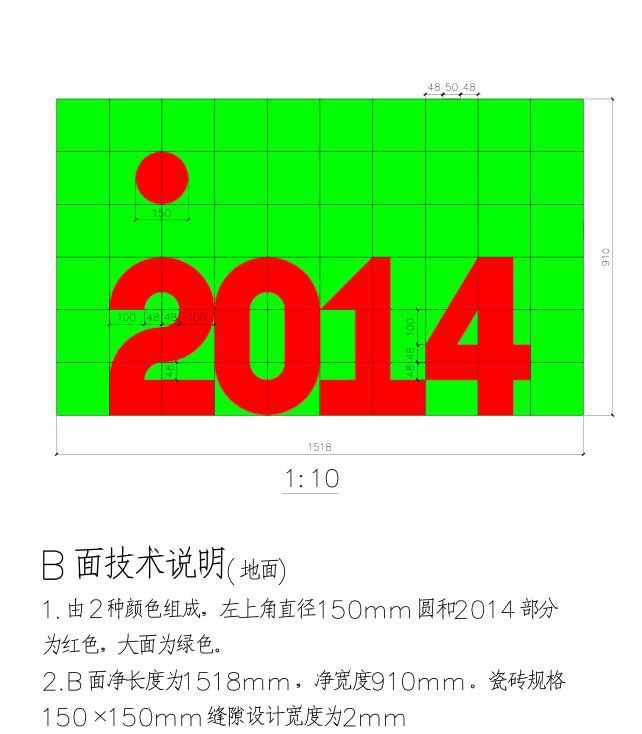 48 50 48
150
910
2014
100 48 48 100
100
48
48
48
1518
1:10
B 面技术说明(地面)
1. 由2种颜色组成，左上角直径150mm 圆和2014 部分
为红色，大面为绿色。
2.B 面净长度为1518mm ，净宽度910mm 。瓷砖规格
150 ×150mm 缝隙设计宽度为2mm